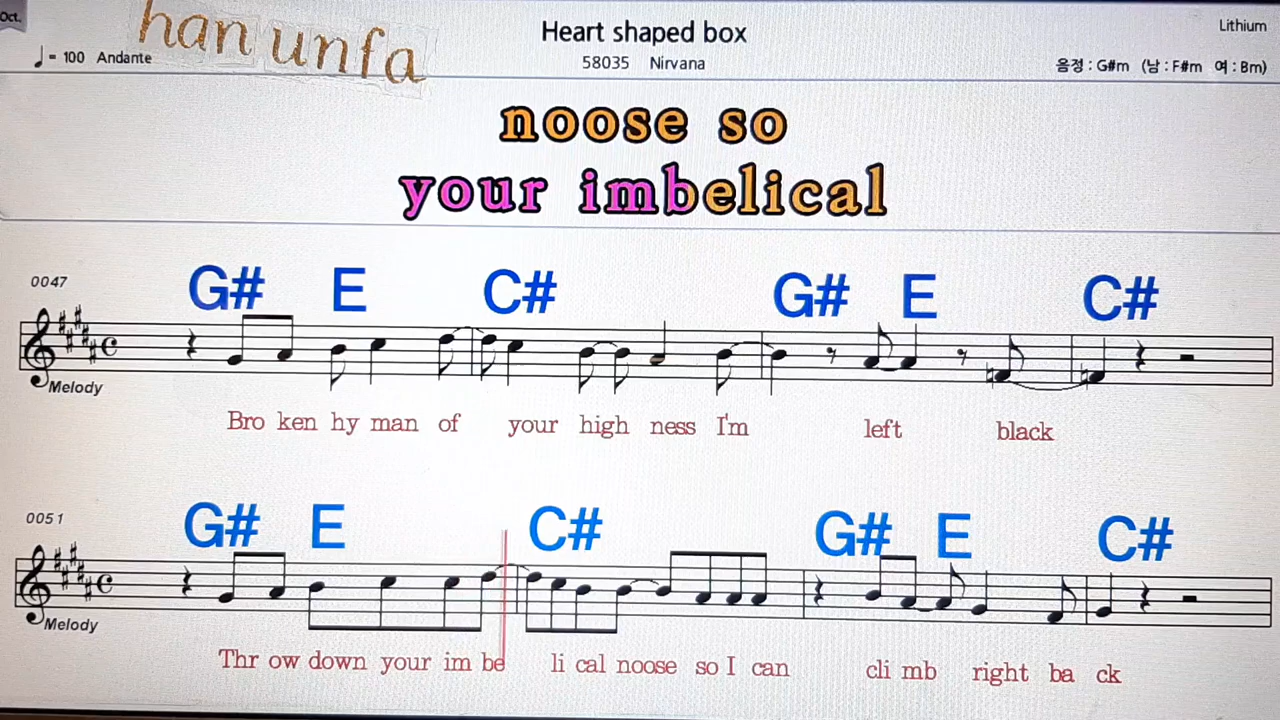 Oct.
han unfa
♩= 100 Andante
Heart shaped box
58035 Nirvana
Lithium
음정 : G#m (남 : F#m 여 : Bm)
noose so
your imbelical
0047
G# E C# G# E C#
Melody
Bro ken hy man of your high ness I'm left black
0051
G# E C# G# E C#
Melody
Thr ow down your im be li cal noose so I can cli mb right ba ck